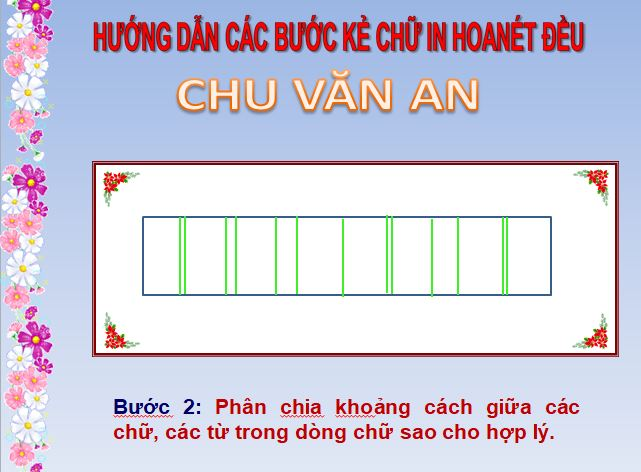 HƯỚNG DẪN CÁC BƯỚC KẺ CHỮ IN HOANÉT ĐỀU
CHU VĂN AN
Bước 2: Phân chia khoảng cách giữa các
chữ, các từ trong dòng chữ sao cho hợp lý.